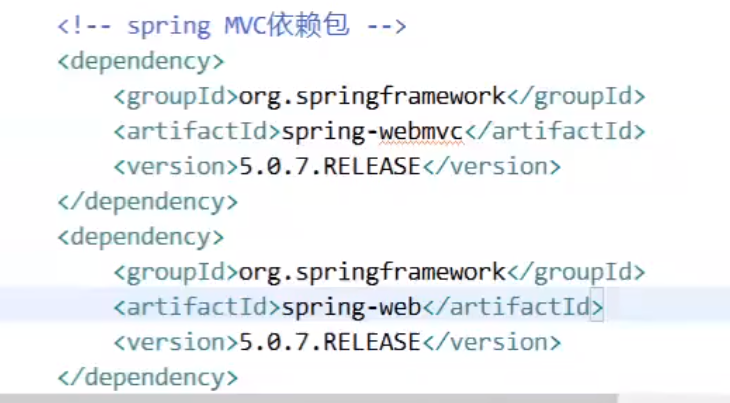 <!-- spring MVC依赖包 -->
<dependency>
    <groupId>org.springframework</groupId>
    <artifactId>spring-webmvc</artifactId>
    <version>5.0.7.RELEASE</version>
</dependency>
<dependency>
    <groupId>org.springframework</groupId>
    <artifactId>spring-web</artifactId>
    <version>5.0.7.RELEASE</version>
</dependency>